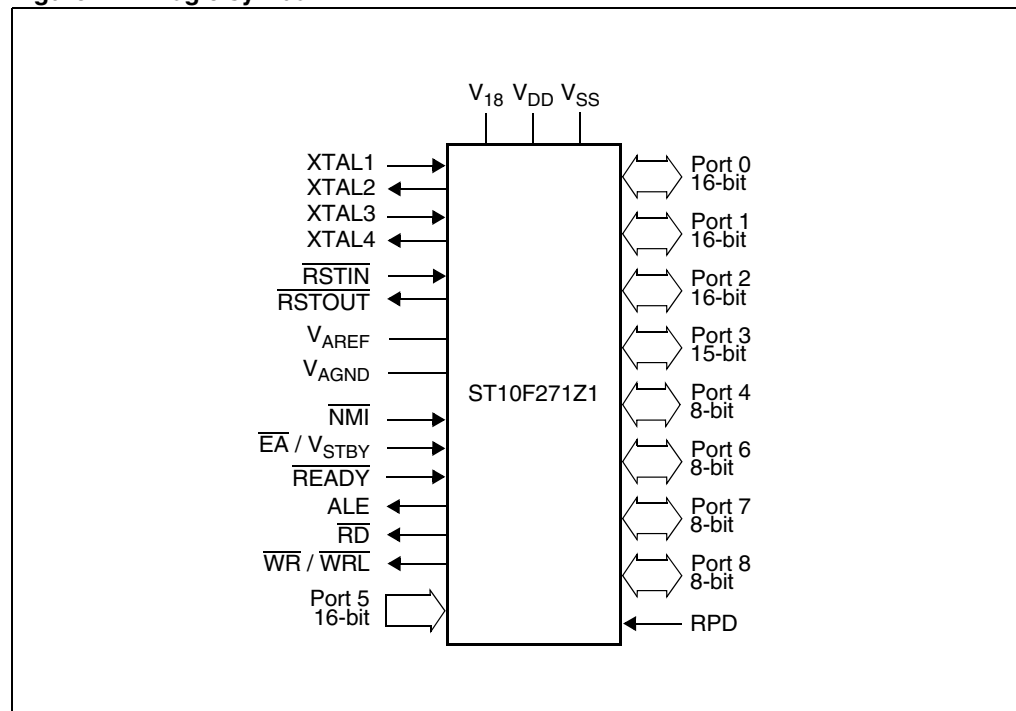 V18 VDD VSS
XTAL1
XTAL2
XTAL3
XTAL4
RSTIN
RSTOUT
VAREF
VAGND
NMI
EA / VSTBY
READY
ALE
RD
WR / WRL
Port 5
16-bit
ST10F271Z1
Port 0
16-bit
Port 1
16-bit
Port 2
16-bit
Port 3
15-bit
Port 4
8-bit
Port 6
8-bit
Port 7
8-bit
Port 8
8-bit
RPD